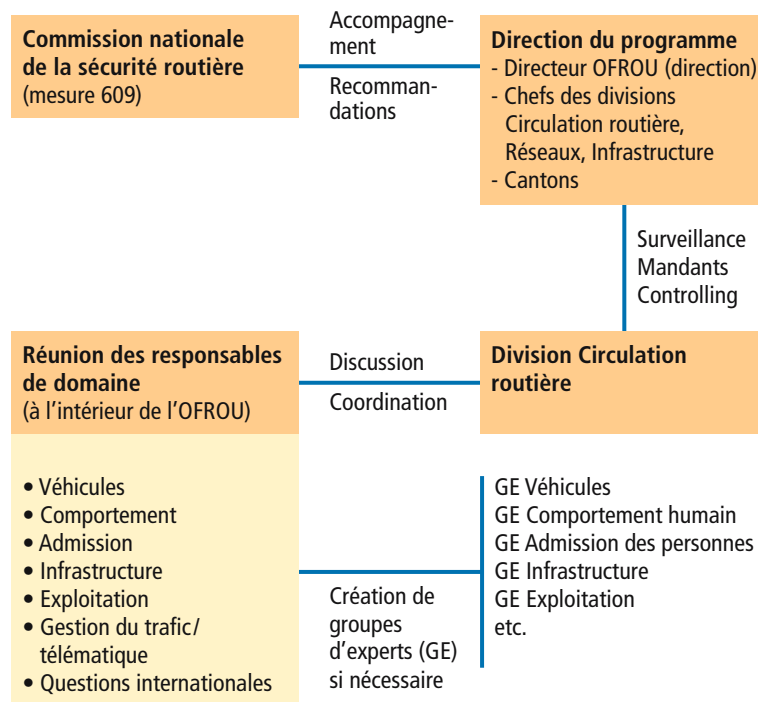 Commission nationale
de la sécurité routière
(mesure 609)
Accompagne-
ment
Recomman-
dations
Direction du programme
- Directeur OFROU (direction)
- Chefs des divisions
Circulation routière,
Réseaux, Infrastructure
- Cantons
Surveillance
Mandants
Controlling
Réunion des responsables
de domaine
(à l'intérieur de l'OFROU)
Discussion
Coordination
Division Circulation
routière
• Véhicules
• Comportement
• Admission
• Infrastructure
• Exploitation
• Gestion du trafic/
télématique
• Questions internationales
Création de
groupes
d'experts (GE)
si nécessaire
GE Véhicules
GE Comportement humain
GE Admission des personnes
GE Infrastructure
GE Exploitation
etc.